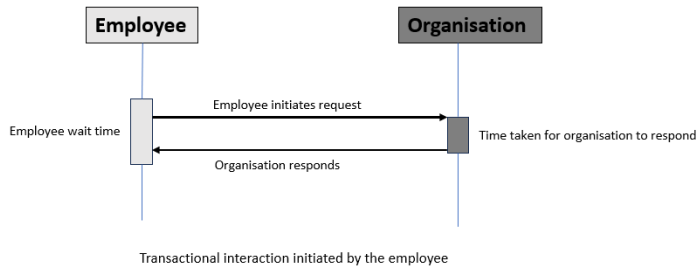 Employee
Organisation
Employee initiates request
Employee wait time
Time taken for organisation to respond
Organisation responds
Transactional interaction initiated by the employee